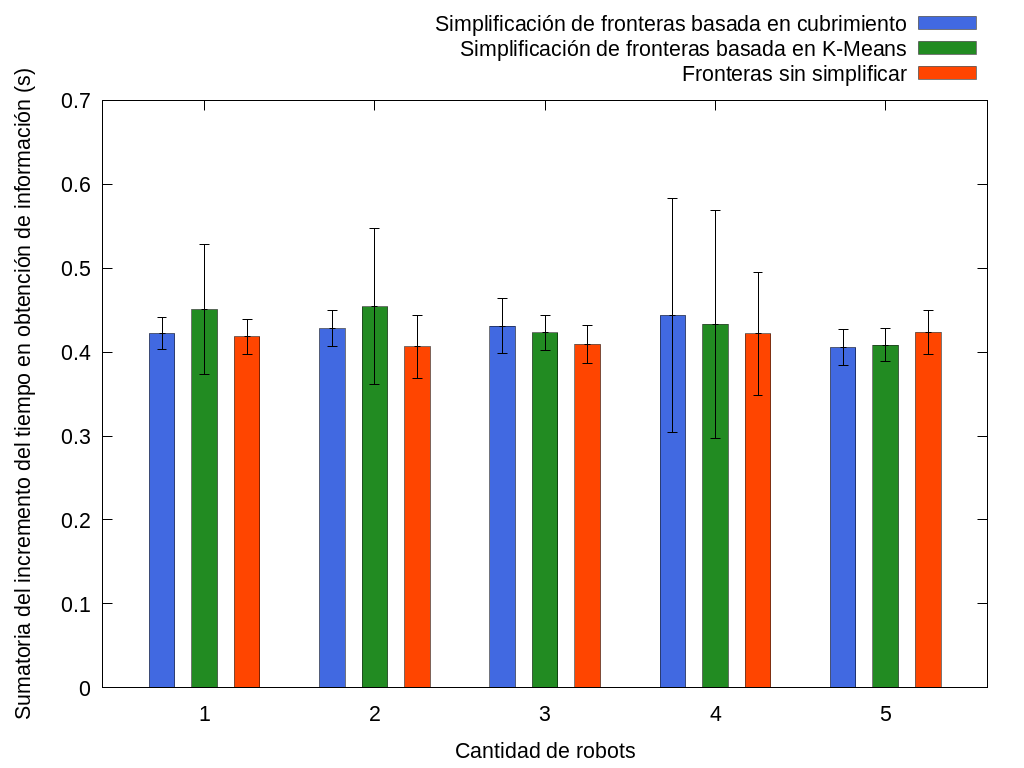 Simplificación de fronteras basada en cubrimiento
Simplificación de fronteras basada en K-Means
Fronteras sin simplificar
Sumatoria del incremento del tiempo en obtención de información (s)
0.7
0.6
0.5
0.4
0.3
0.2
0.1
0
1 2 3 4 5
Cantidad de robots